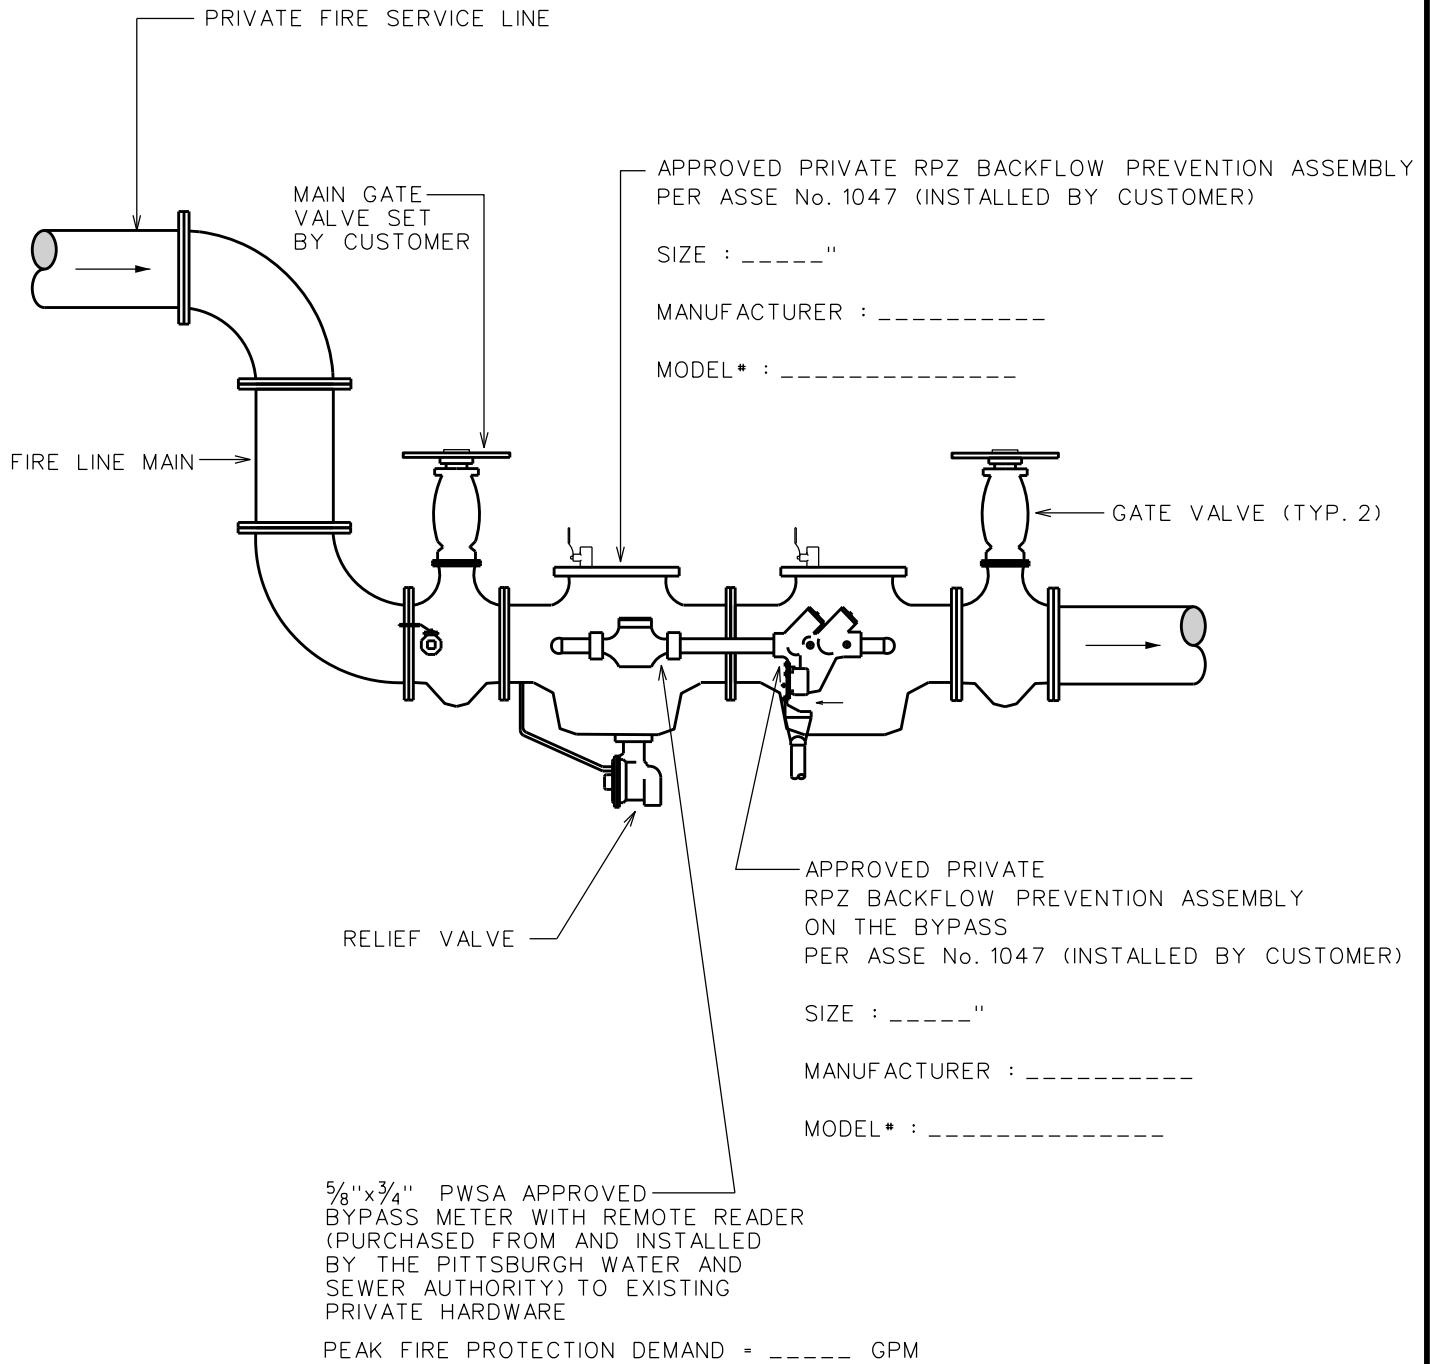 PRIVATE FIRE SERVICE LINE
APPROVED PRIVATE RPZ BACKFLOW PREVENTION ASSEMBLY
PER ASSE No. 1047 (INSTALLED BY CUSTOMER)
SIZE : _____"
MANUFACTURER : __________
MODEL# : ______________
MAIN GATE
VALVE SET
BY CUSTOMER
FIRE LINE MAIN
GATE VALVE (TYP. 2)
RELIEF VALVE
APPROVED PRIVATE
RPZ BACKFLOW PREVENTION ASSEMBLY
ON THE BYPASS
PER ASSE No. 1047 (INSTALLED BY CUSTOMER)
SIZE : _____"
MANUFACTURER : __________
MODEL# : ______________
5/8"x3/4" PWSA APPROVED
BYPASS METER WITH REMOTE READER
(PURCHASED FROM AND INSTALLED
BY THE PITTSBURGH WATER AND
SEWER AUTHORITY) TO EXISTING
PRIVATE HARDWARE
PEAK FIRE PROTECTION DEMAND = _____ GPM